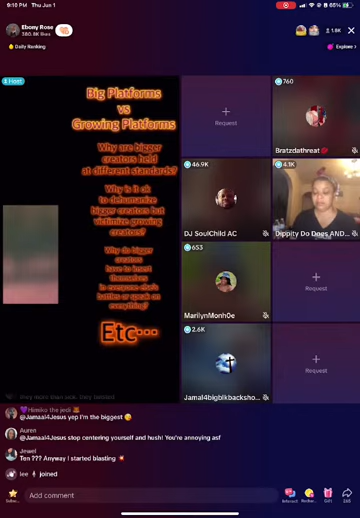 9:10 PM Thu Jun 1
65%
Ebony Rose
380.9K likes
1.8K
Daily Ranking
Explore >
Host
Big Platforms
vs
Growing Platforms
Why are bigger
creators held
at different standards?
Why is it ok
to dehumanize
bigger creators but
victimize growing
creators?
Why do bigger
creators
have to insert
themselves
in everyone else's
battles or speak on
everything?
Etc...
Request
760
Bratzdathreat
46.9K
DJ SoulChild AC
4.1K
Dippity Do Dogs AND...
653
MarilynMonh0e
Request
2.6K
Jamal4bigblkbacksho...
Request
Himiko the jedi
@Jamaal4Jesus yep I'm the biggest
Auren
@Jamaal4Jesus stop centering yourself and hush! You're annoying asf
Jewel
Ten ??? Anyway I started blasting
lee joined
Add comment
Gift